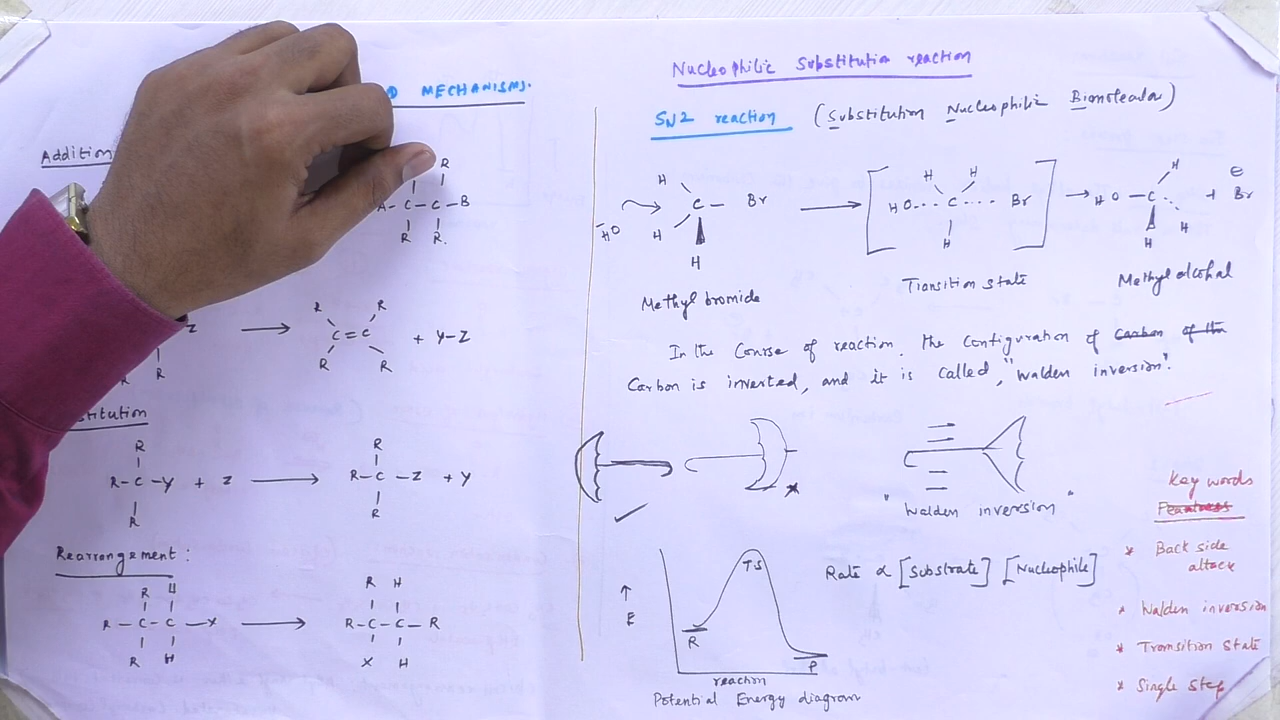 MECHANISMS.
Addition
R
A-C-C-B
R R.
Z → R R C=C R R + Y-Z
R R
stitution
R
R-C-Y + Z → R-C-Z + Y
R R
Rearrangement :
R H R H
R-C-C-X → R-C-C-R
R H X H
Nucleophilic Substitution reaction
SN2 reaction (Substitution Nucleophilic Bimolecular)
H H H H ⊖
HO C - Br → [HO... C ... Br] → HO - C + Br
H H H H H
Methyl bromide Transition state Methyl alcohol
In the Course of reaction. the configuration of Carbon of the
Carbon is inverted, and it is called, "walden inversion".
"Walden inversion"
↑ E
R TS P
reaction
Potential Energy diagram
Rate ∝ [Substrate] [Nucleophile]
Key words
* Back side
attack
* Walden inversion
* Transition state
* Single step